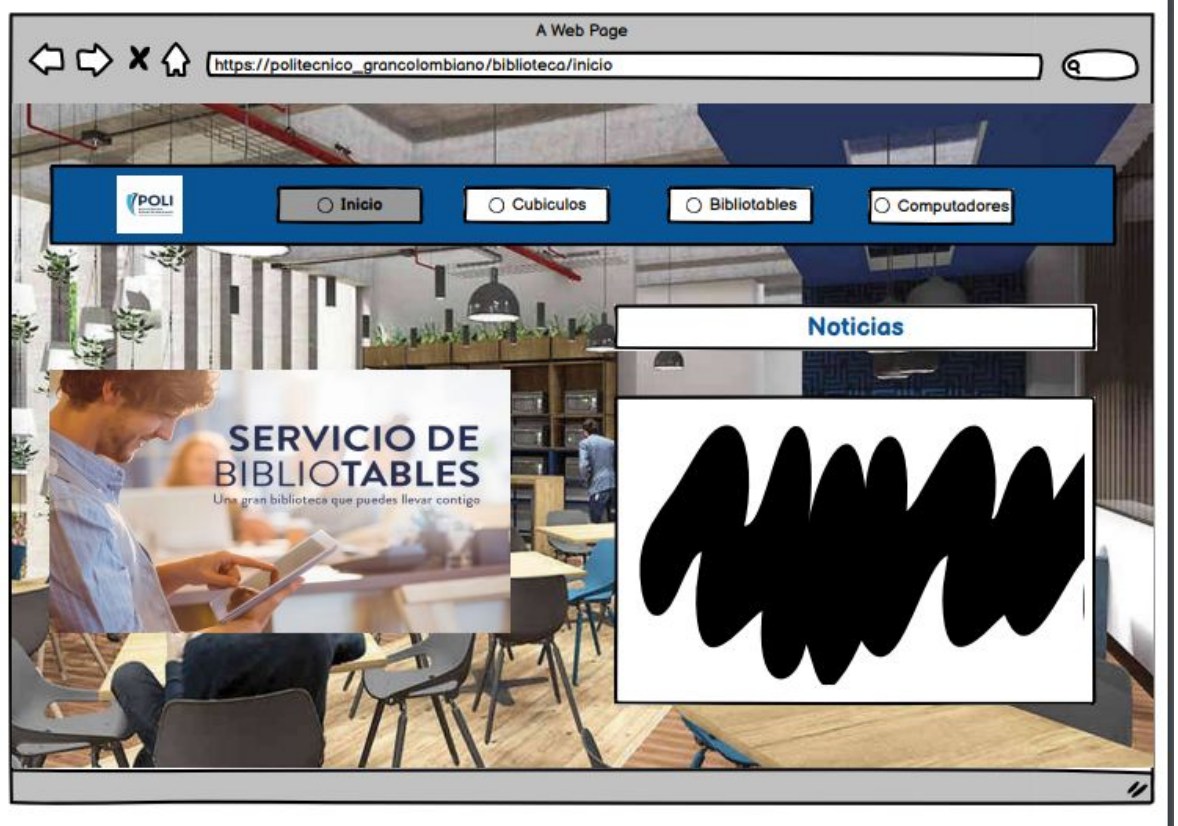 A Web Page
https://politecnico_grancolombiano/biblioteca/inicio
POLI
Inicio
Cubiculos
Bibliotables
Computadores
Noticias
SERVICIO DE
BIBLIOTABLES
Una gran biblioteca que puedes llevar contigo